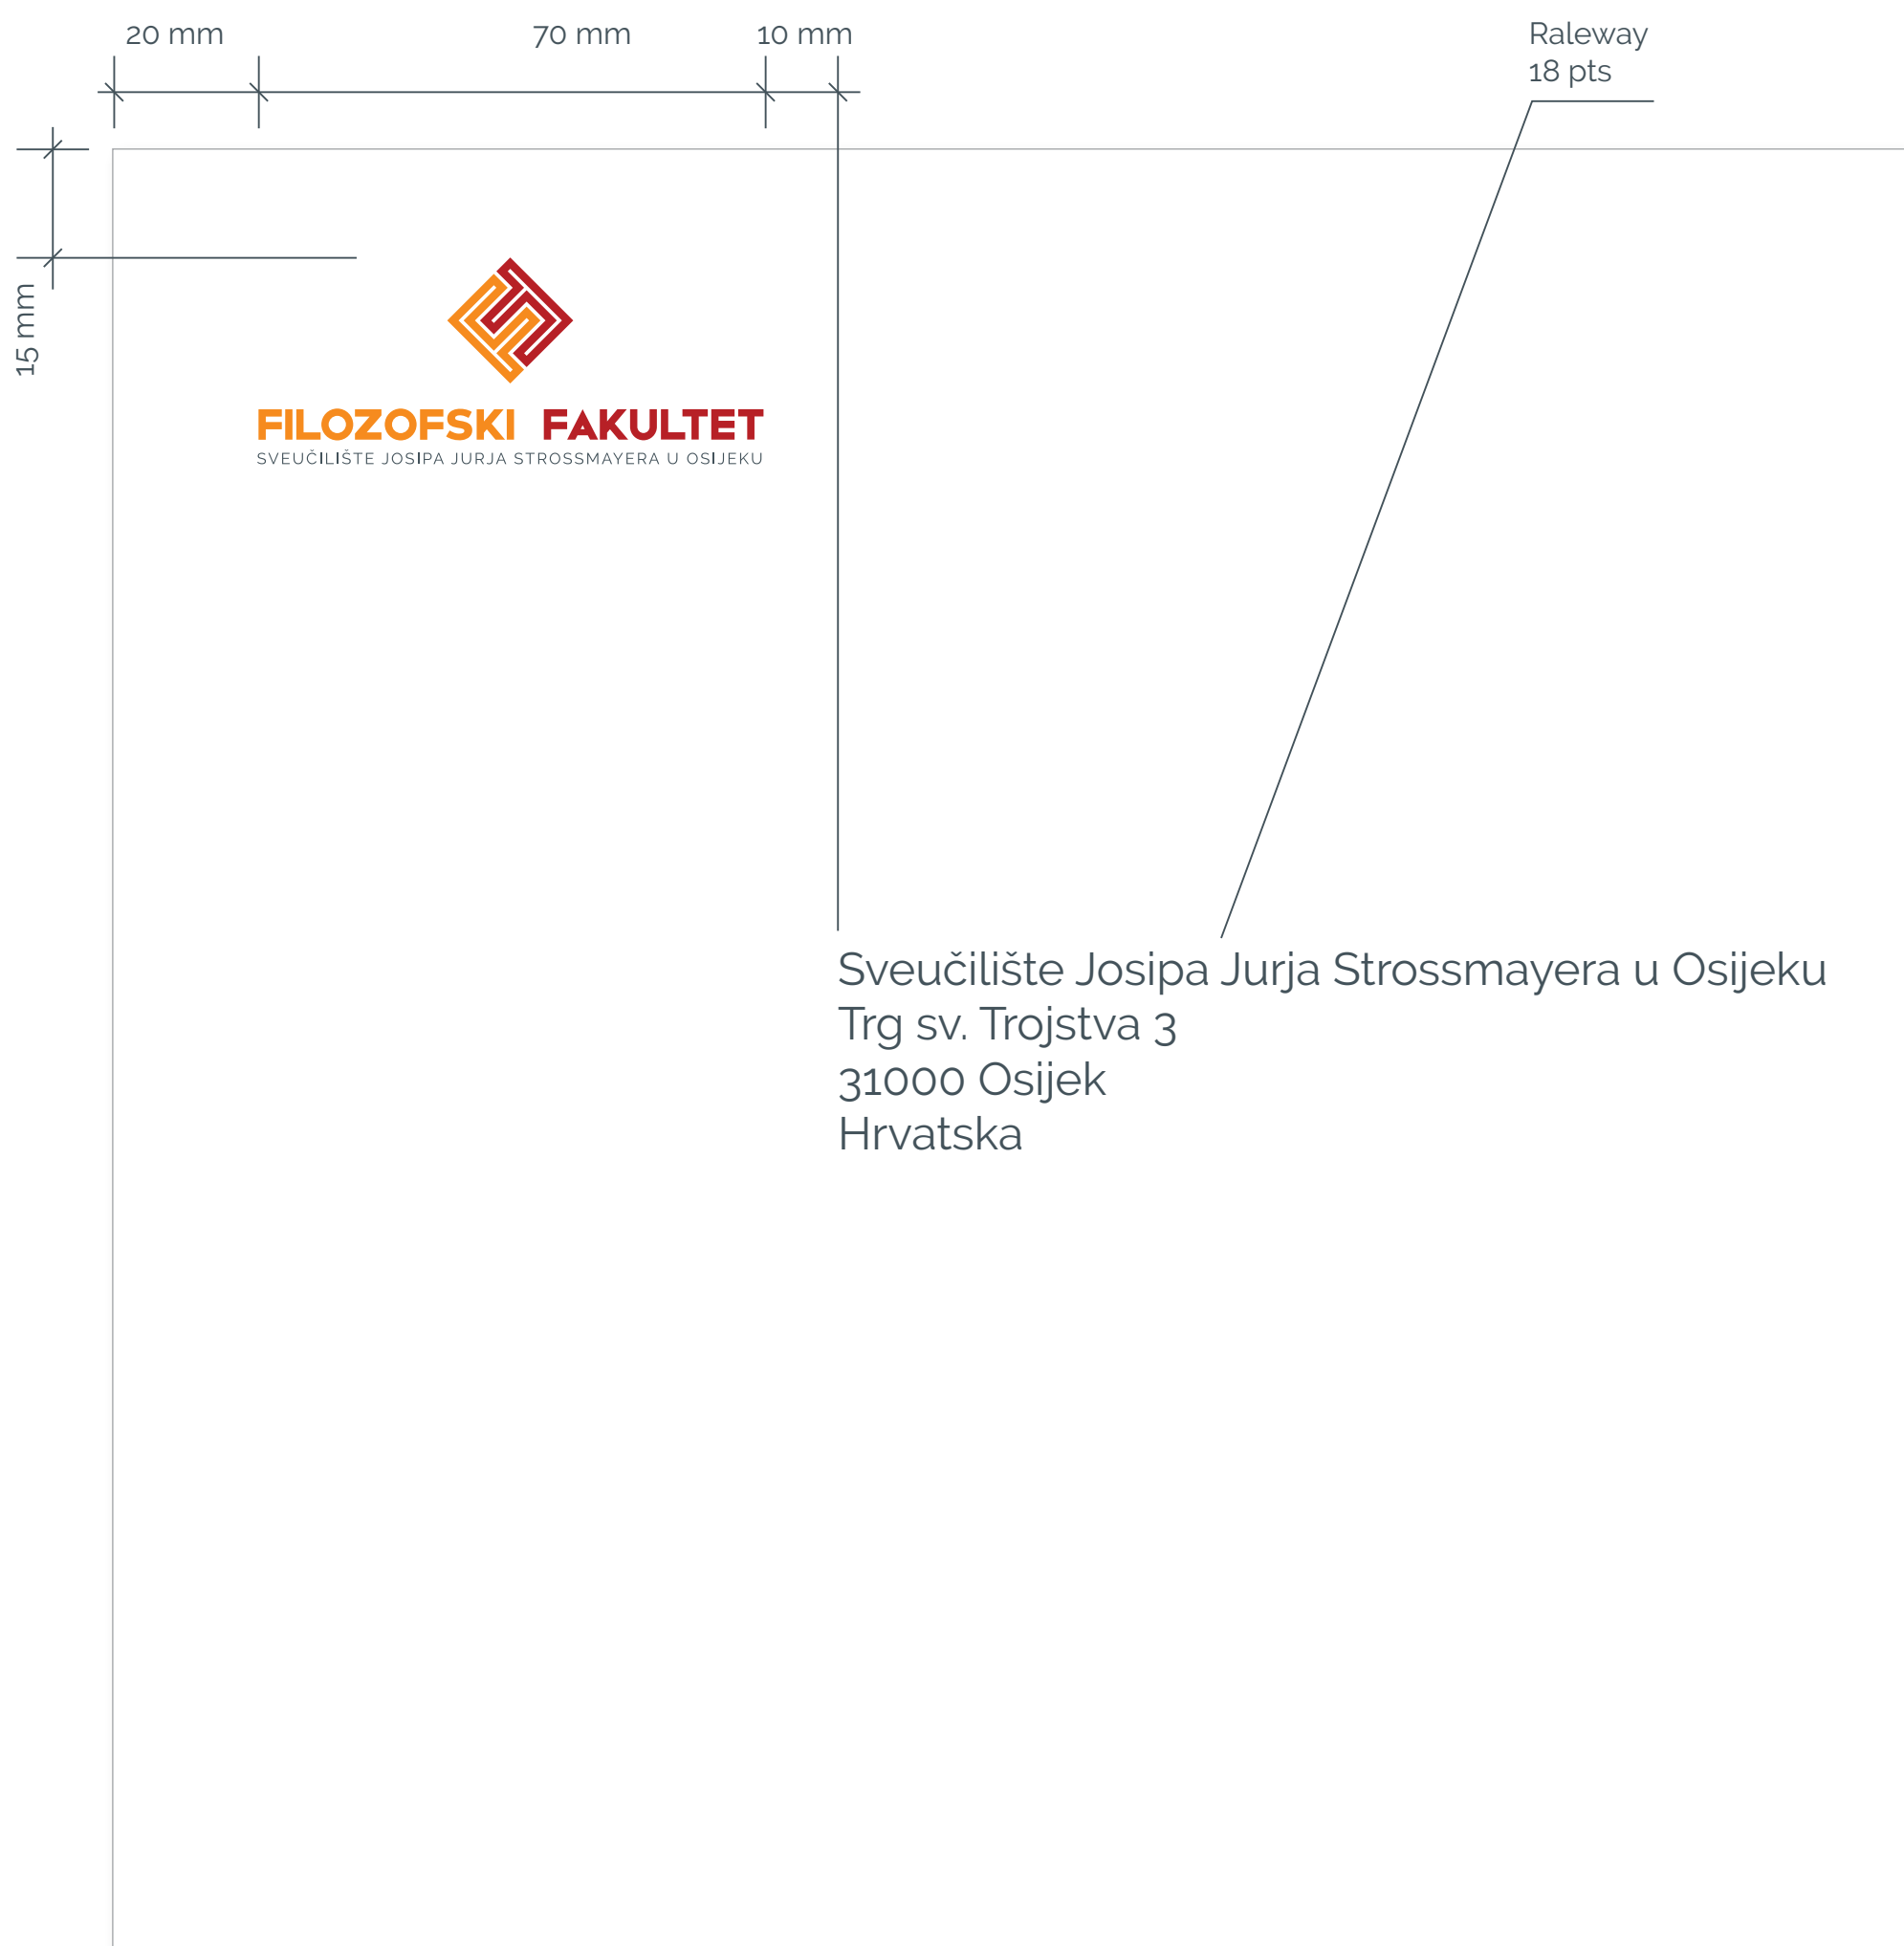 20 mm
70 mm
10 mm
Raleway
18 pts
15 mm
FILOZOFSKI FAKULTET
SVEUČILIŠTE JOSIPA JURJA STROSSMAYERA U OSIJEKU
Sveučilište Josipa Jurja Strossmayera u Osijeku
Trg sv. Trojstva 3
31000 Osijek
Hrvatska